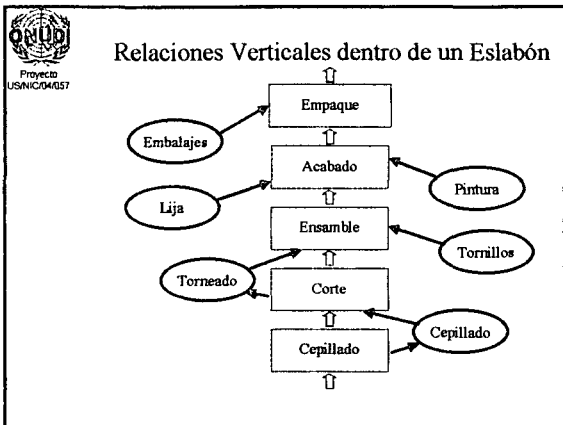 ONUDI
Proyecto
US/NIC/04/057
Relaciones Verticales dentro de un Eslabón
Empaque
Embalajes
Acabado
Pintura
Lija
Ensamble
Tornillos
Torneado
Corte
Cepillado
Cepillado